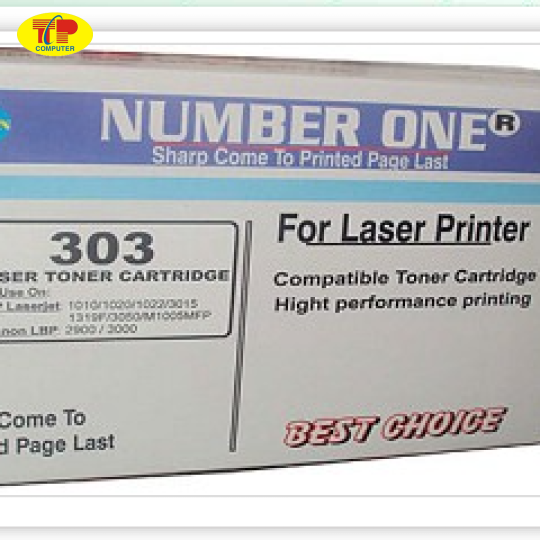 TP
COMPUTER
NUMBER ONE®
Sharp Come To Printed Page Last
303
SER TONER CARTRIDGE
Use On:
Laserjet: 1010/1020/1022/3015
1319F/3050/M1005MFP
non LBP: 2900 / 3000
For Laser Printer
Compatible Toner Cartridge
Hight performance printing
Come To
d Page Last
BEST CHOICE